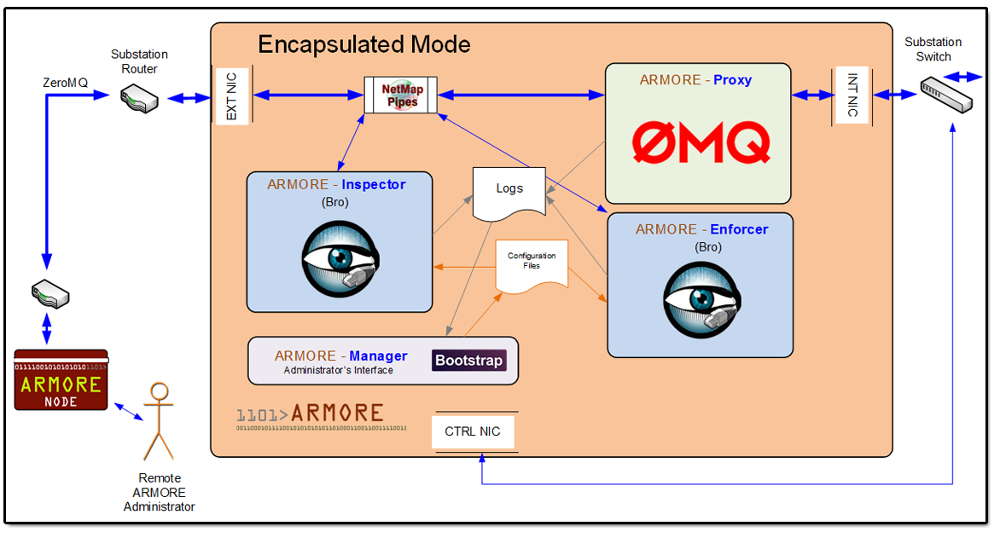 Encapsulated Mode
Substation
Router
ZeroMQ
EXT NIC
NetMap
Pipes
ARMORE - Proxy
ØMQ
INT NIC
Substation
Switch
ARMORE - Inspector
(Bro)
Logs
ARMORE - Enforcer
(Bro)
Configuration
Files
ARMORE - Manager
Administrator's Interface
Bootstrap
ARMORE
NODE
1101>ARMORE
CTRL NIC
Remote
ARMORE
Administrator